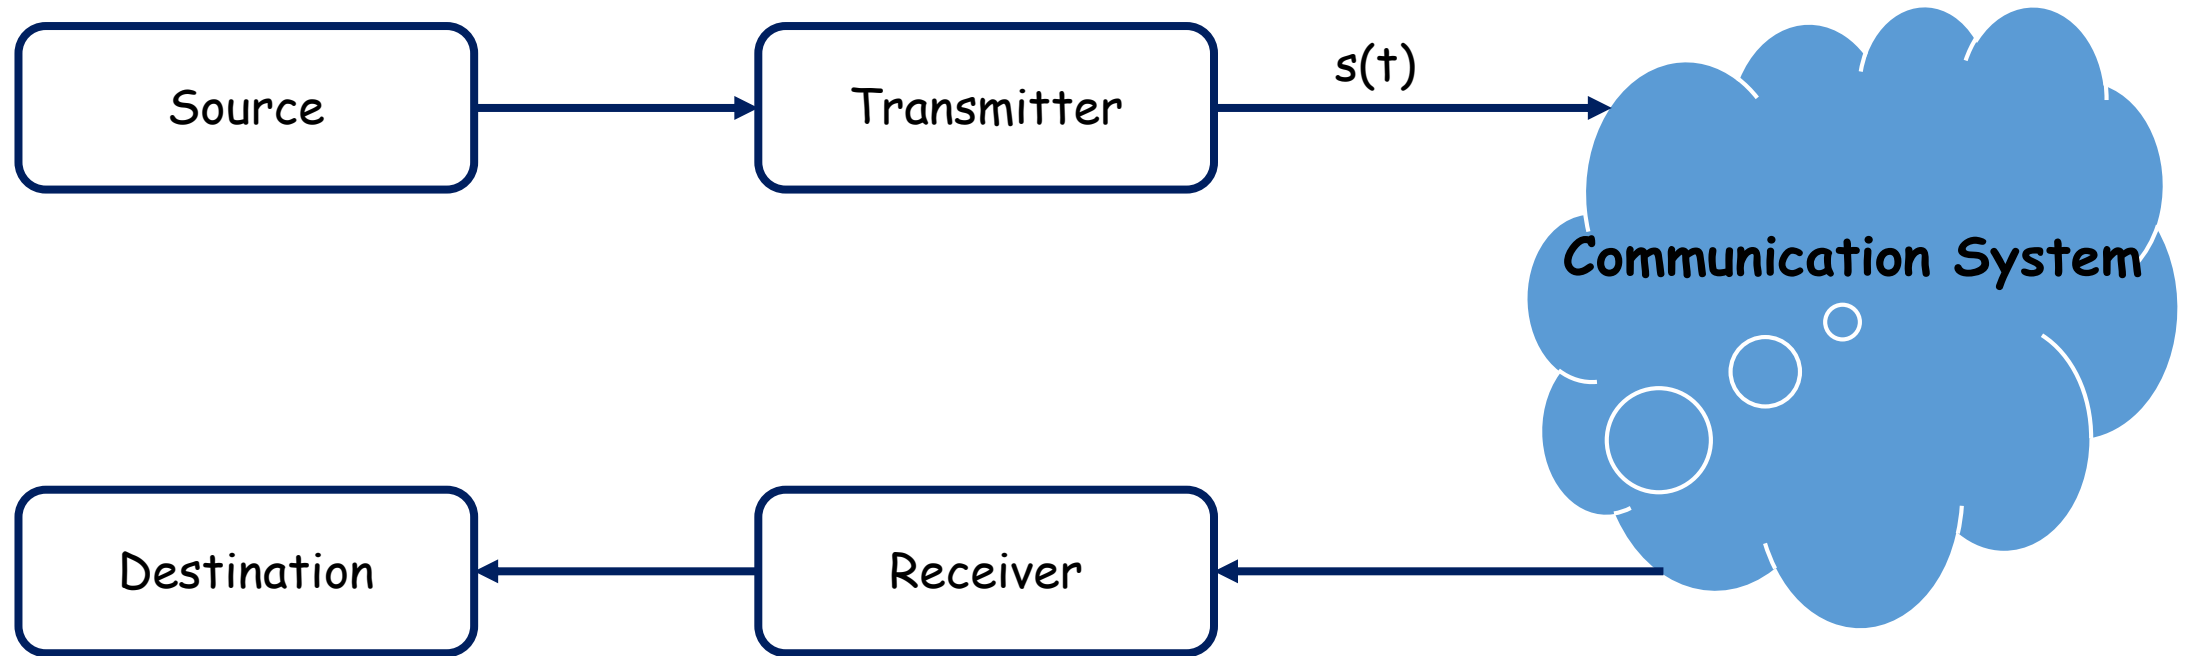 Source
Transmitter
s(t)
Communication System
Destination
Receiver